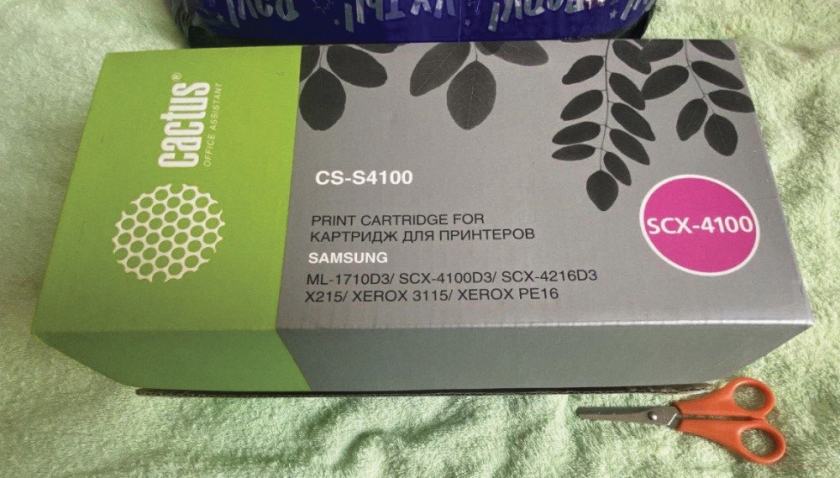 cactus®
OFFICE ASSISTANT
CS-S4100
PRINT CARTRIDGE FOR
КАРТРИДЖ ДЛЯ ПРИНТЕРОВ
SAMSUNG
ML-1710D3/ SCX-4100D3/ SCX-4216D3
X215/ XEROX 3115/ XEROX PE16
SCX-4100